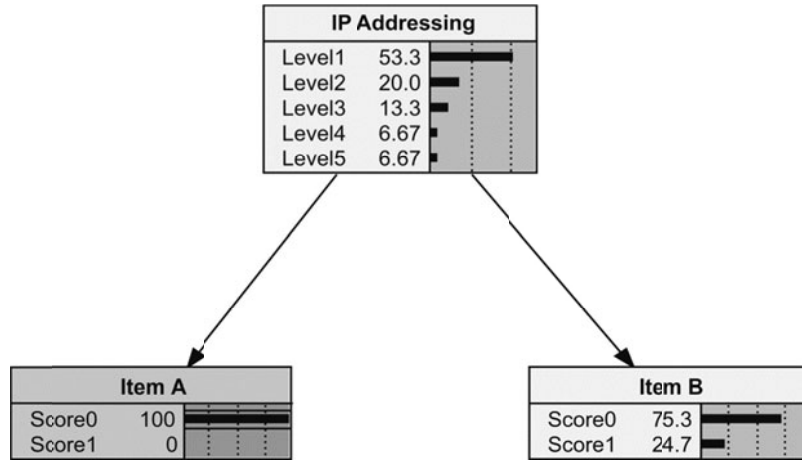 IP Addressing
Level1 53.3
Level2 20.0
Level3 13.3
Level4 6.67
Level5 6.67
Item A
Score0 100
Score1 0
Item B
Score0 75.3
Score1 24.7